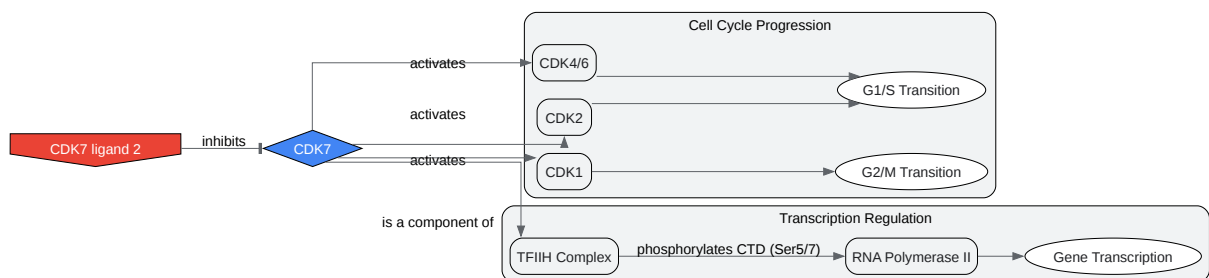 Cell Cycle Progression
activates
CDK4/6
G1/S Transition
activates
CDK2
CDK7 ligand 2
inhibits
CDK7
activates
CDK1
G2/M Transition
is a component of
Transcription Regulation
TFIIH Complex
phosphorylates CTD (Ser5/7)
RNA Polymerase II
Gene Transcription